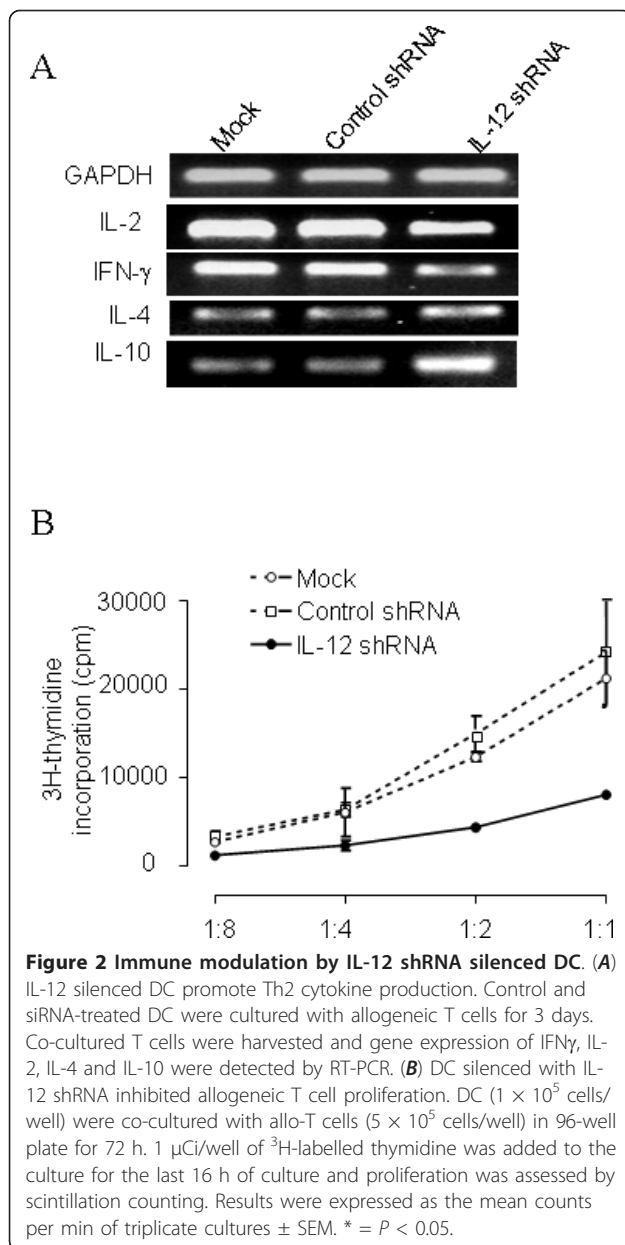 A
Mock
Control shRNA
IL-12 shRNA
GAPDH
IL-2
IFN-γ
IL-4
IL-10
B
Mock
Control shRNA
IL-12 shRNA
3H-thymidine
incorporation (cpm)
30000
20000
10000
0
1:8 1:4 1:2 1:1
Figure 2 Immune modulation by IL-12 shRNA silenced DC. (A)
IL-12 silenced DC promote Th2 cytokine production. Control and
siRNA-treated DC were cultured with allogeneic T cells for 3 days.
Co-cultured T cells were harvested and gene expression of IFNγ, IL-
2, IL-4 and IL-10 were detected by RT-PCR. (B) DC silenced with IL-
12 shRNA inhibited allogeneic T cell proliferation. DC (1 × 10⁵ cells/
well) were co-cultured with allo-T cells (5 × 10⁵ cells/well) in 96-well
plate for 72 h. 1 μCi/well of ³H-labelled thymidine was added to the
culture for the last 16 h of culture and proliferation was assessed by
scintillation counting. Results were expressed as the mean counts
per min of triplicate cultures ± SEM. * = P < 0.05.